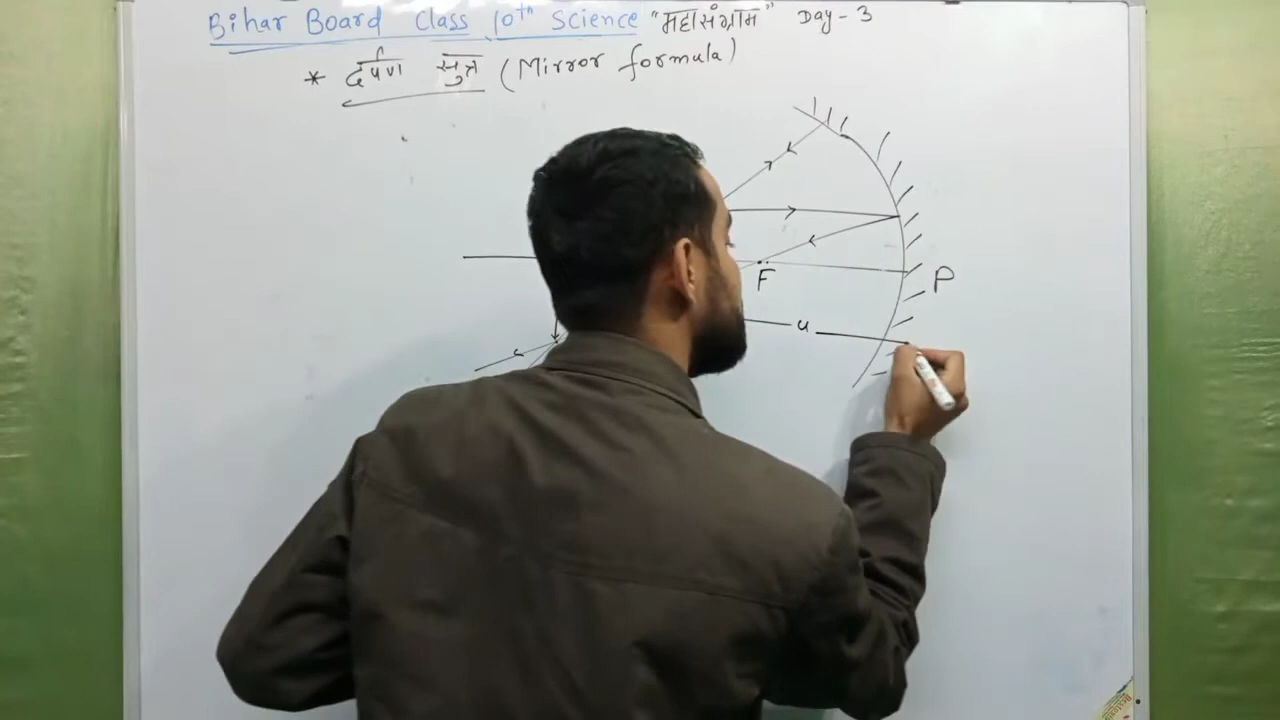 Bihar Board Class 10th Science "महासंग्राम" Day-3
* दर्पण सुत्र (Mirror formula)
F
P
u